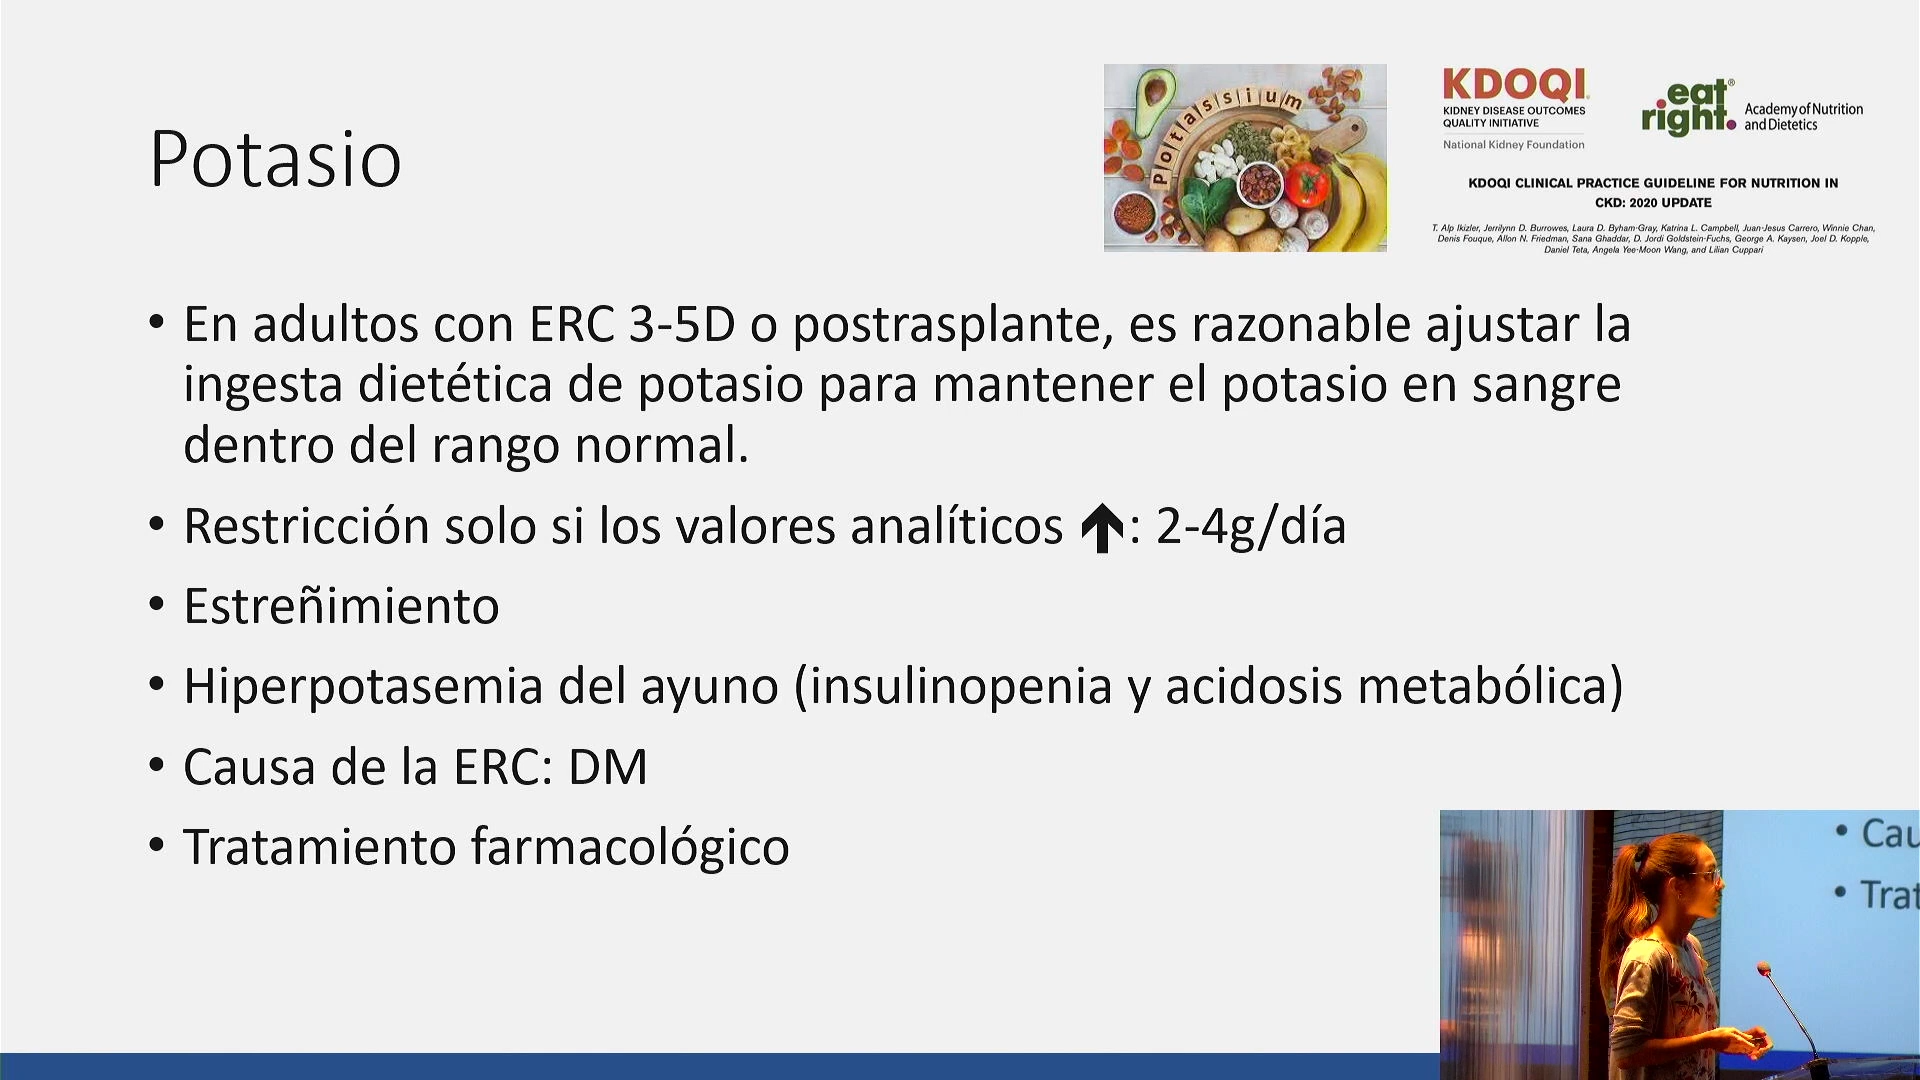 Potasio
Potassium
KDOQI
KIDNEY DISEASE OUTCOMES
QUALITY INITIATIVE
National Kidney Foundation
eat
right.
Academy of Nutrition
and Dietetics
KDOQI CLINICAL PRACTICE GUIDELINE FOR NUTRITION IN
CKD: 2020 UPDATE
T. Alp Ikizler, Jerrilynn D. Burrowes, Laura D. Byham-Gray, Katrina L. Campbell, Juan-Jesus Carrero, Winnie Chan,
Denis Fouque, Allon N. Friedman, Sana Ghaddar, D. Jordi Goldstein-Fuchs, George A. Kaysen, Joel D. Kopple,
Daniel Teta, Angela Yee-Moon Wang, and Lilian Cuppari
• En adultos con ERC 3-5D o postrasplante, es razonable ajustar la
ingesta dietética de potasio para mantener el potasio en sangre
dentro del rango normal.
• Restricción solo si los valores analíticos ↑: 2-4g/día
• Estreñimiento
• Hiperpotasemia del ayuno (insulinopenia y acidosis metabólica)
• Causa de la ERC: DM
• Tratamiento farmacológico
• Cau
• Trat